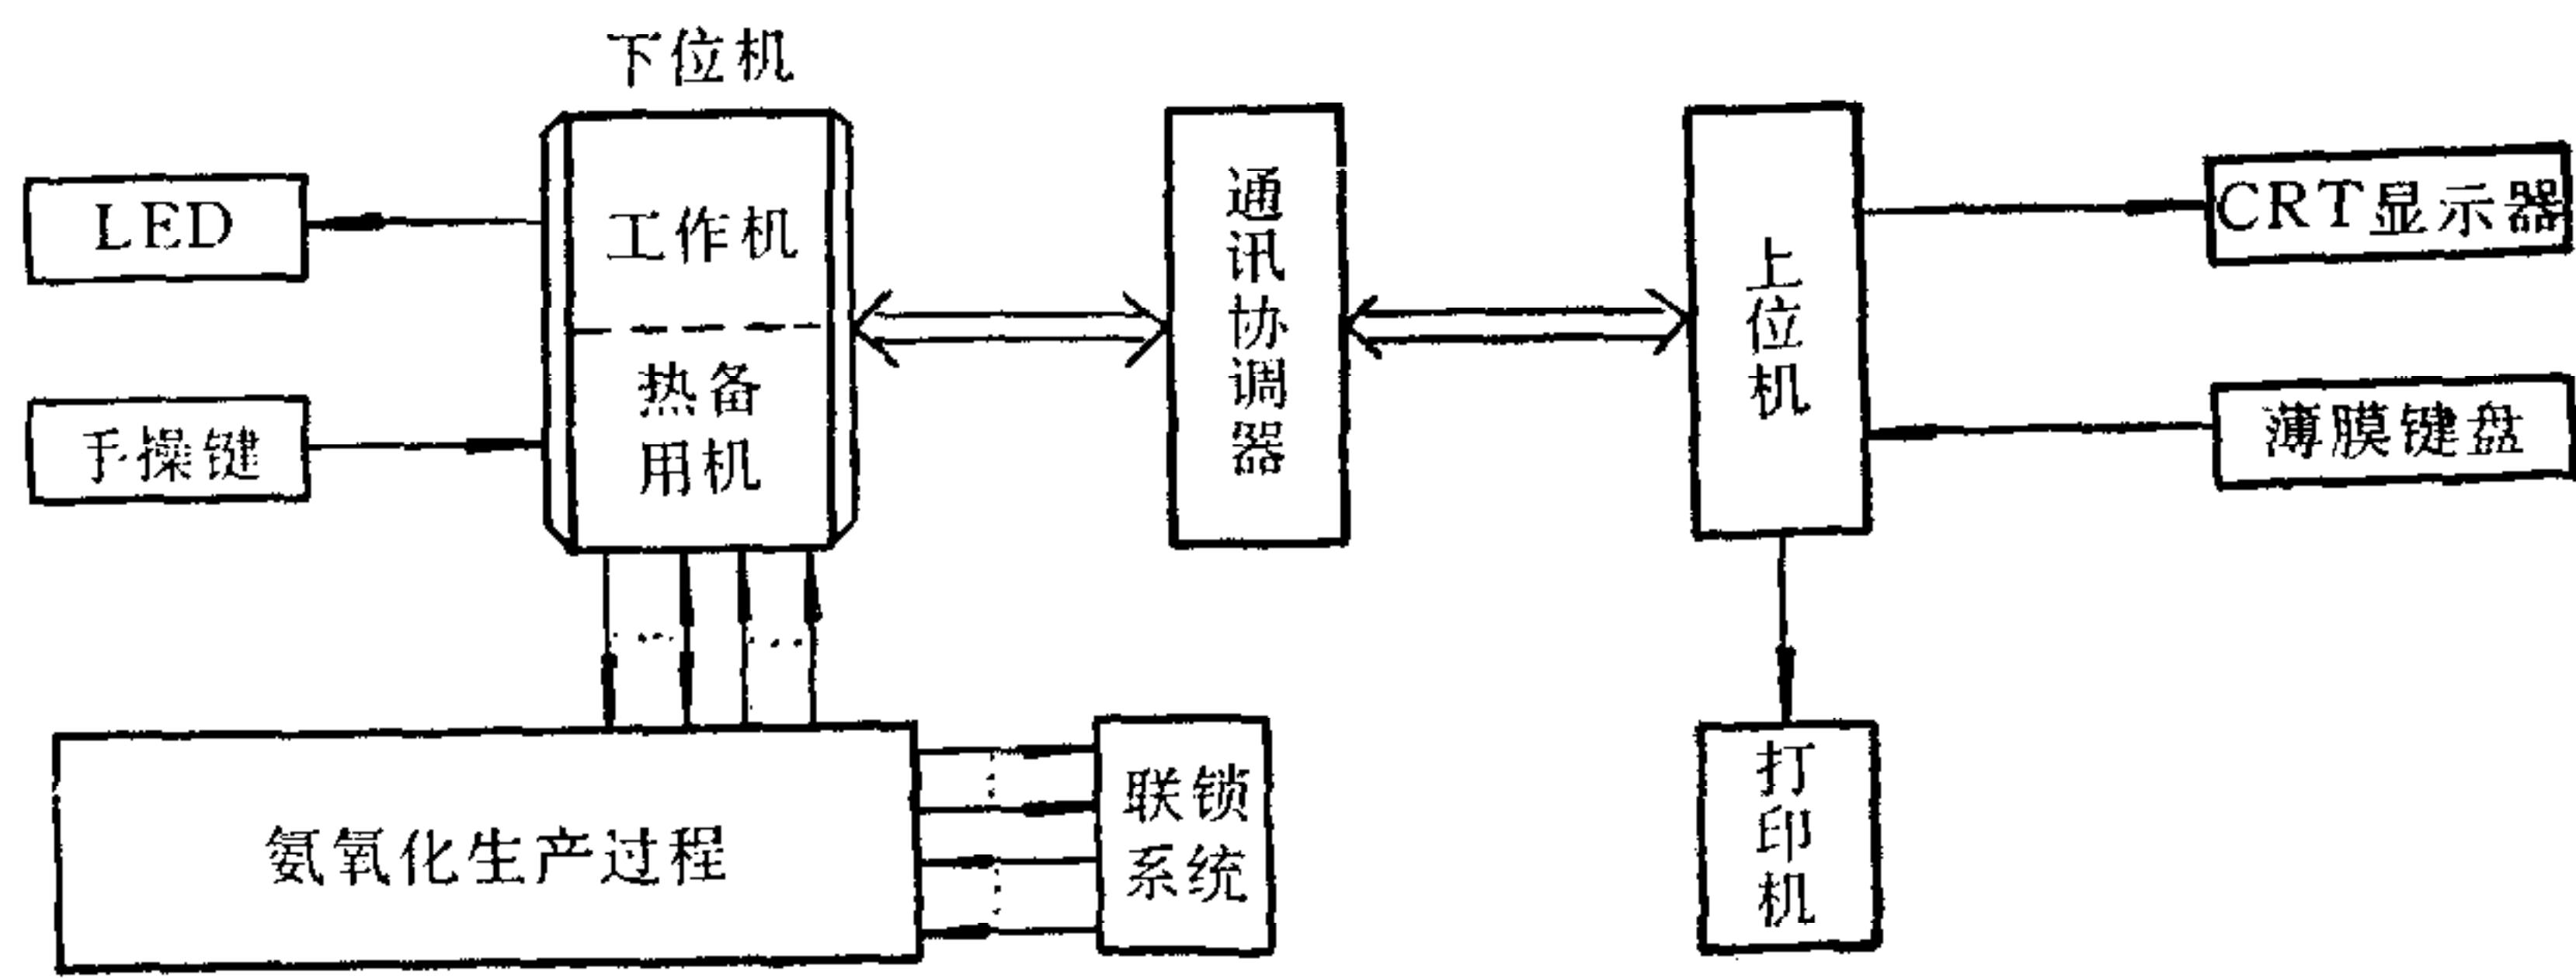 下位机
LED
工作机
热备
用机
手操键
通讯协调器
上位机
CRT显示器
薄膜键盘
打印机
氨氧化生产过程
联锁
系统